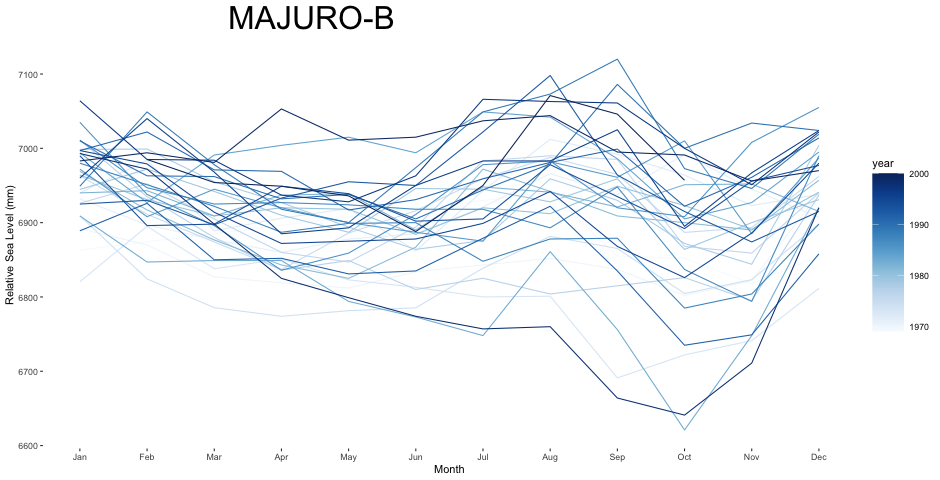 MAJURO-B
7100
7000
6900
6800
6700
6600
Relative Sea Level (mm)
Jan Feb Mar Apr May Jun Jul Aug Sep Oct Nov Dec
Month
year
2000
1990
1980
1970